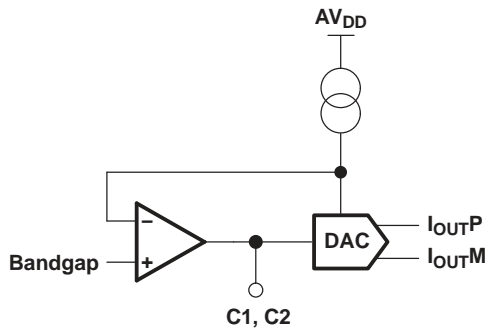 AVDD
−
DAC
IOUTP
Bandgap
+
IOUTM
C1, C2